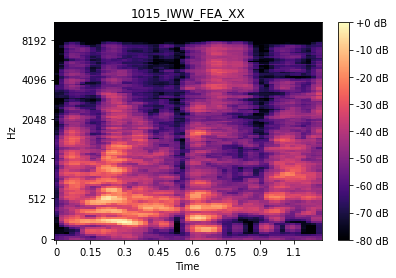 1015_IWW_FEA_XX
+0 dB
8192
-10 dB
4096
-20 dB
-30 dB
2048
Hz
-40 dB
1024
-50 dB
512
-60 dB
-70 dB
0
-80 dB
0 0.15 0.3 0.45 0.6 0.75 0.9 1.1
Time